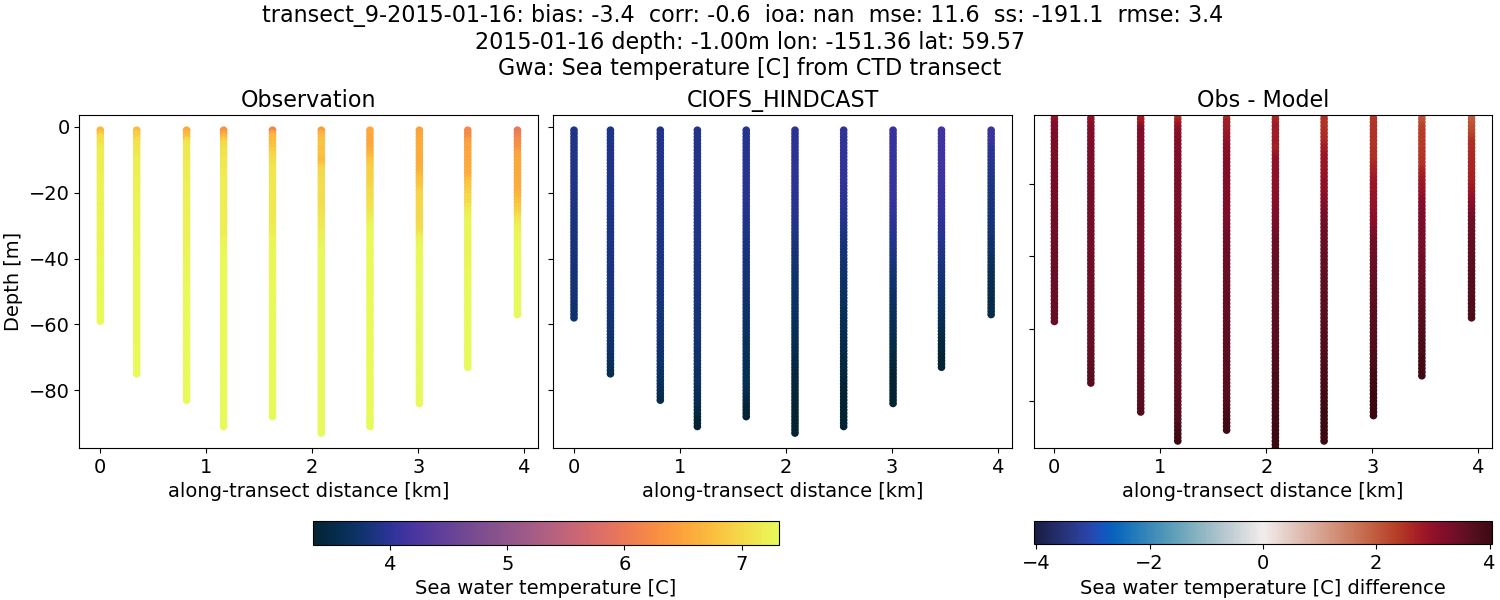 transect_9-2015-01-16: bias: -3.4  corr: -0.6  ioa: nan  mse: 11.6  ss: -191.1  rmse: 3.4
2015-01-16 depth: -1.00m lon: -151.36 lat: 59.57
Gwa: Sea temperature [C] from CTD transect
Observation
CIOFS_HINDCAST
Obs - Model
Depth [m]
0
−20
−40
−60
−80
0 1 2 3 4
0 1 2 3 4
0 1 2 3 4
along-transect distance [km]
along-transect distance [km]
along-transect distance [km]
4 5 6 7
Sea water temperature [C]
−4 −2 0 2 4
Sea water temperature [C] difference